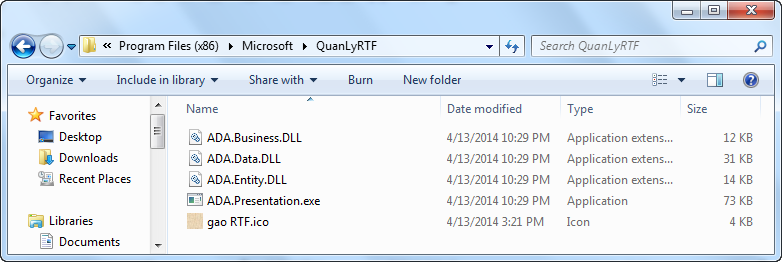 Program Files (x86) Microsoft QuanLyRTF Search QuanLyRTF
Organize Include in library Share with Burn New folder
Favorites
Desktop
Downloads
Recent Places
Libraries
Documents
Name Date modified Type Size
ADA.Business.DLL 4/13/2014 10:29 PM Application extens... 12 KB
ADA.Data.DLL 4/13/2014 10:29 PM Application extens... 31 KB
ADA.Entity.DLL 4/13/2014 10:29 PM Application extens... 14 KB
ADA.Presentation.exe 4/13/2014 10:29 PM Application 73 KB
gao RTF.ico 4/13/2014 3:21 PM Icon 4 KB